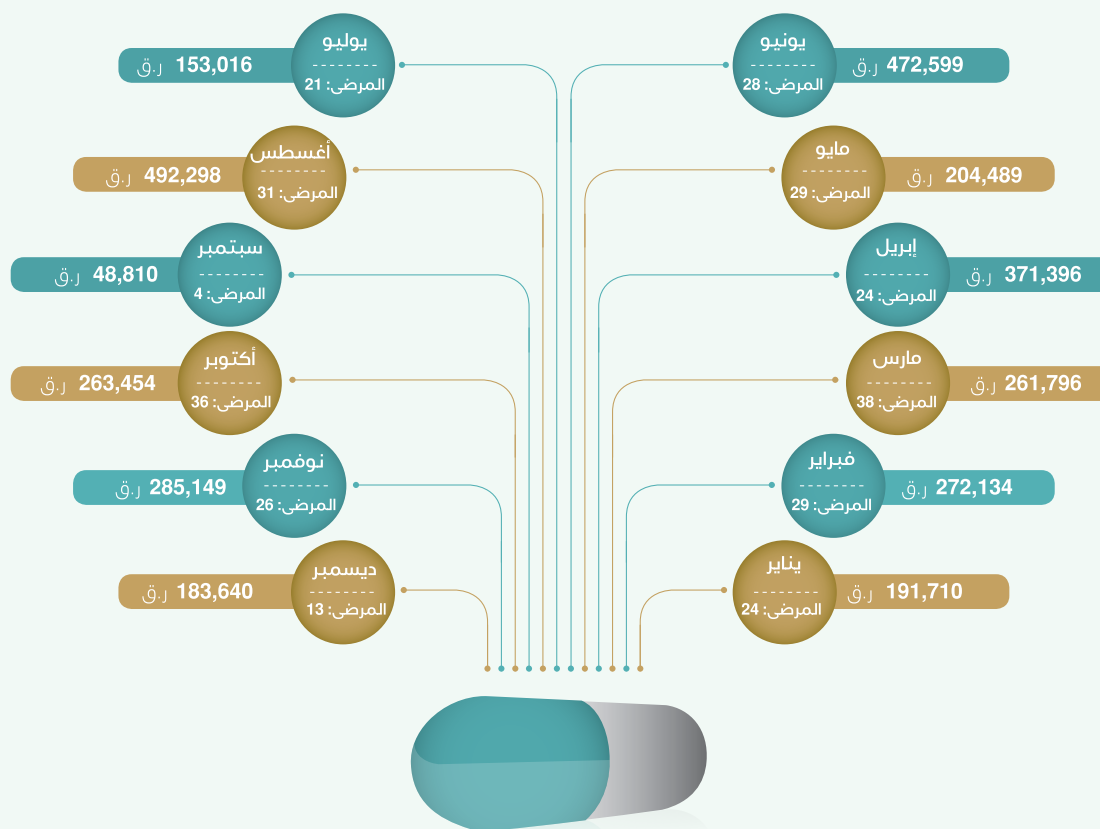 يونيو
المرضى: 28
472,599 ر.ق
يوليو
المرضى: 21
153,016 ر.ق
مايو
المرضى: 29
204,489 ر.ق
أغسطس
المرضى: 31
492,298 ر.ق
إبريل
المرضى: 24
371,396 ر.ق
سبتمبر
المرضى: 4
48,810 ر.ق
مارس
المرضى: 38
261,796 ر.ق
أكتوبر
المرضى: 36
263,454 ر.ق
فبراير
المرضى: 29
272,134 ر.ق
نوفمبر
المرضى: 26
285,149 ر.ق
يناير
المرضى: 24
191,710 ر.ق
ديسمبر
المرضى: 13
183,640 ر.ق